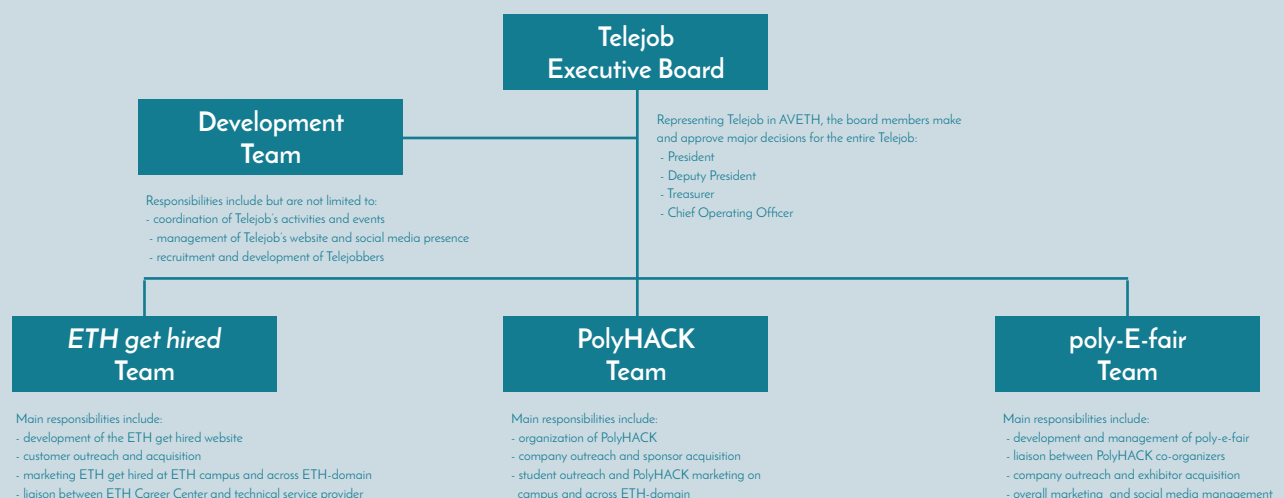 Telejob
Executive Board
Development
Team
Representing Telejob in AVETH, the board members make
and approve major decisions for the entire Telejob:
- President
- Deputy President
- Treasurer
- Chief Operating Officer
Responsibilities include but are not limited to:
- coordination of Telejob's activities and events
- management of Telejob's website and social media presence
- recruitment and development of Telejobbers
ETH get hired
Team
Main responsibilities include:
- development of the ETH get hired website
- customer outreach and acquisition
- marketing ETH get hired at ETH campus and across ETH-domain
- liaison between ETH Career Center and technical service provider
PolyHACK
Team
Main responsibilities include:
- organization of PolyHACK
- company outreach and sponsor acquisition
- student outreach and PolyHACK marketing on
campus and across ETH-domain
poly-E-fair
Team
Main responsibilities include:
- development and management of poly-e-fair
- liaison between PolyHACK co-organizers
- company outreach and exhibitor acquisition
- overall marketing and social media management